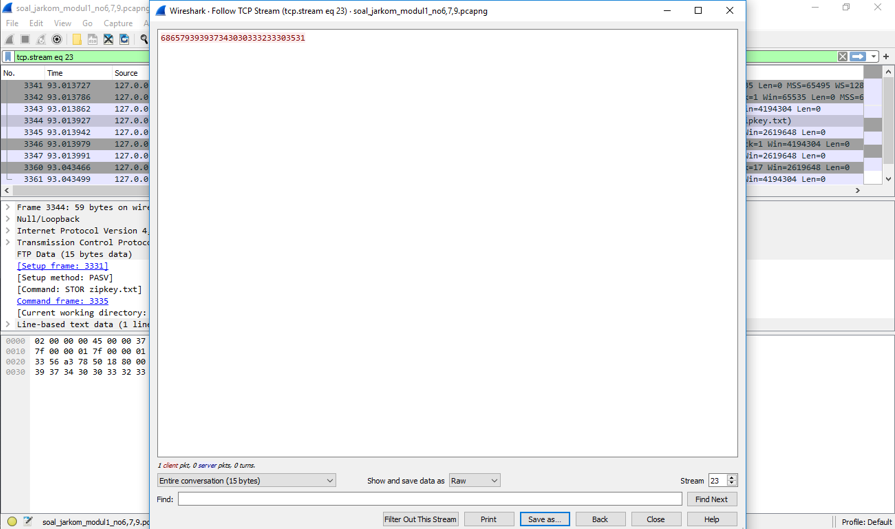 soal_jarkom_modul1_no6,7,9.pcapng
Wireshark · Follow TCP Stream (tcp.stream eq 23) · soal_jarkom_modul1_no6,7,9.pcapng
File Edit View Go Capture A
tcp.stream eq 23
No. Time Source
3341 93.013727 127.0.0
3342 93.013786 127.0.0
3343 93.013862 127.0.0
3344 93.013927 127.0.0
3345 93.013942 127.0.0
3346 93.013979 127.0.0
3347 93.013991 127.0.0
3360 93.043466 127.0.0
3361 93.043499 127.0.0
686579393937343030333233303531
35 Len=0 MSS=65495 WS=128
k=1 Win=65535 Len=0 MSS=6
in=4194304 Len=0
ipkey.txt)
Win=2619648 Len=0
ck=1 Win=4194304 Len=0
Win=2619648 Len=0
ck=17 Win=2619648 Len=0
Win=4194304 Len=0
Frame 3344: 59 bytes on wire
Null/Loopback
Internet Protocol Version 4,
Transmission Control Protoco
FTP Data (15 bytes data)
[Setup frame: 3331]
[Setup method: PASV]
[Command: STOR zipkey.txt]
Command frame: 3335
[Current working directory:
Line-based text data (1 line
0000 02 00 00 00 45 00 00 37
0010 7f 00 00 01 7f 00 00 01
0020 33 56 a3 78 50 18 80 00
0030 39 37 34 30 30 33 32 33
1 client pkt, 0 server pkts, 0 turns.
Entire conversation (15 bytes) Show and save data as Raw Stream 23
Find: Find Next
Filter Out This Stream Print Save as... Back Close Help
soal_jarkom_modul1_no6,7,9.pc
Profile: Default